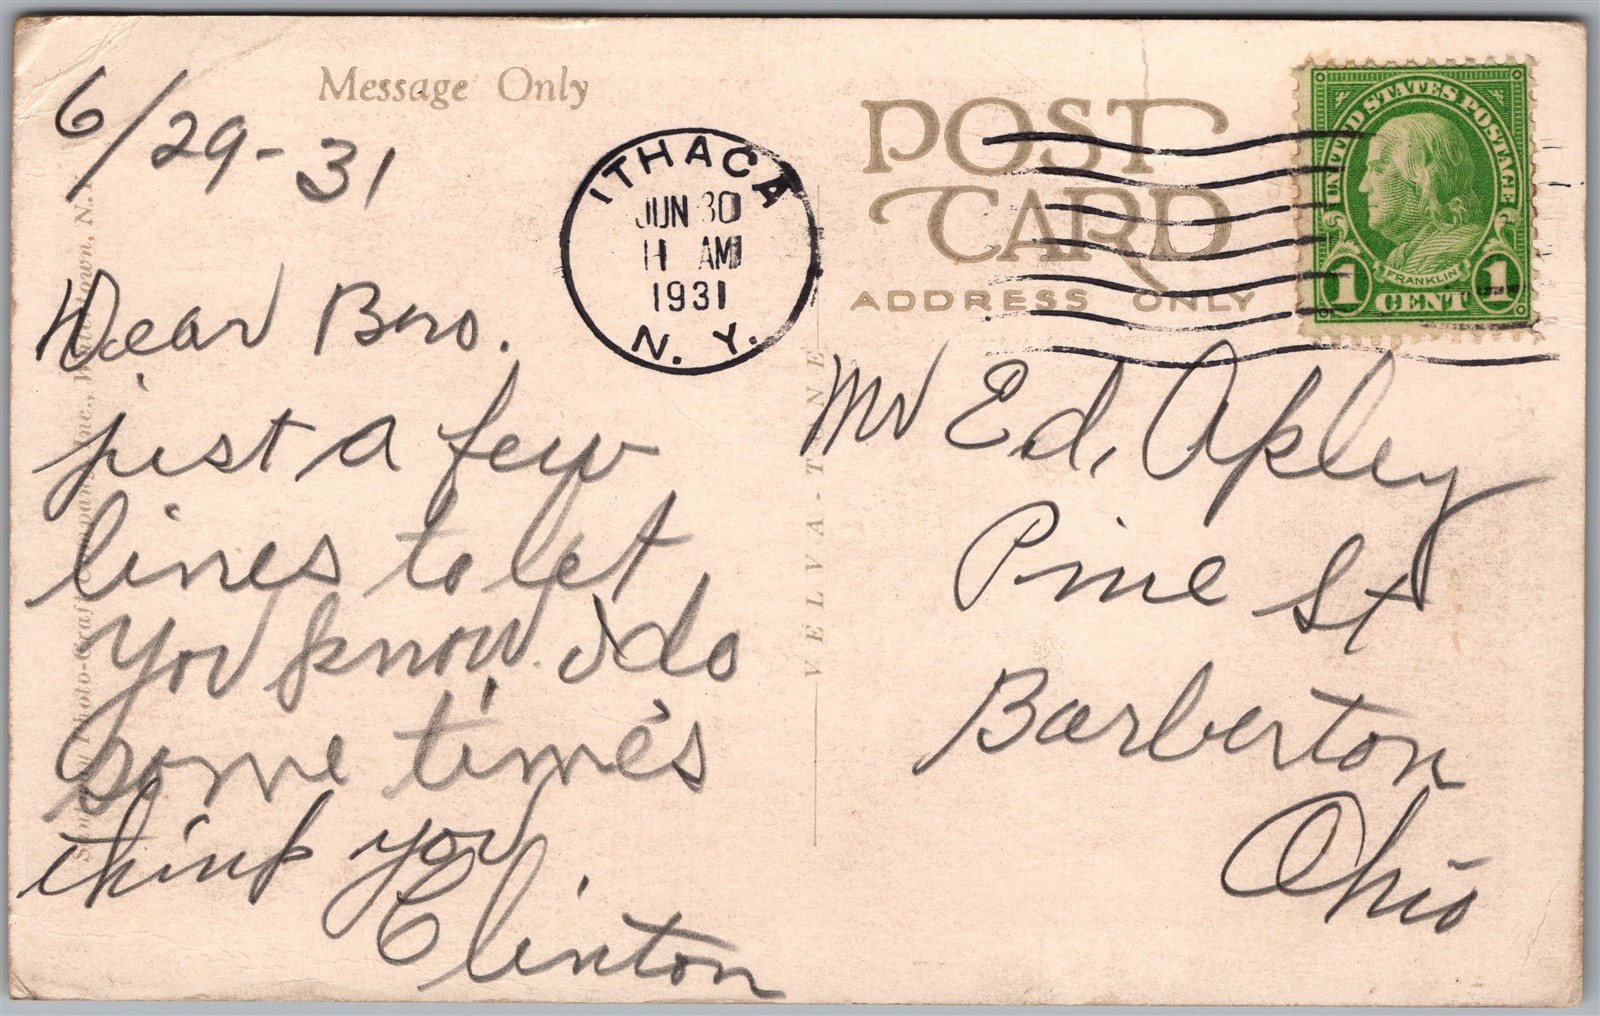 Message Only
6/29-31
Dear Bro.
just a few
lines to let
you know. I do
some time's
think you
Clinton
ITHACA
JUN 30
11 AM
1931
N. Y.
POST
CARD
ADDRESS ONLY
UNITED STATES POSTAGE
FRANKLIN
1 CENT 1
VELVA-TINE
Mr Ed. Apley
Pine St
Barberton
Ohio